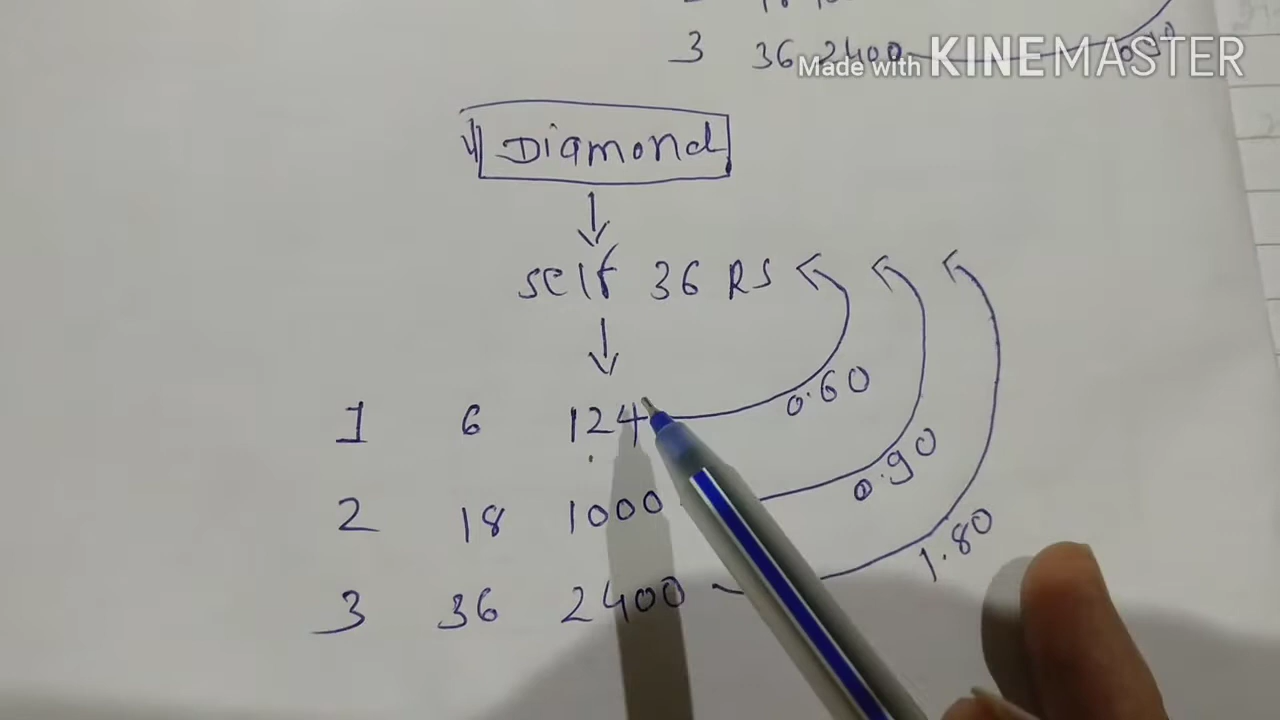 3 36 2400
Made with KINEMASTER
Diamond
self 36 RS
1 6 124 0.60
2 18 1000 0.90
3 36 2400 1.80